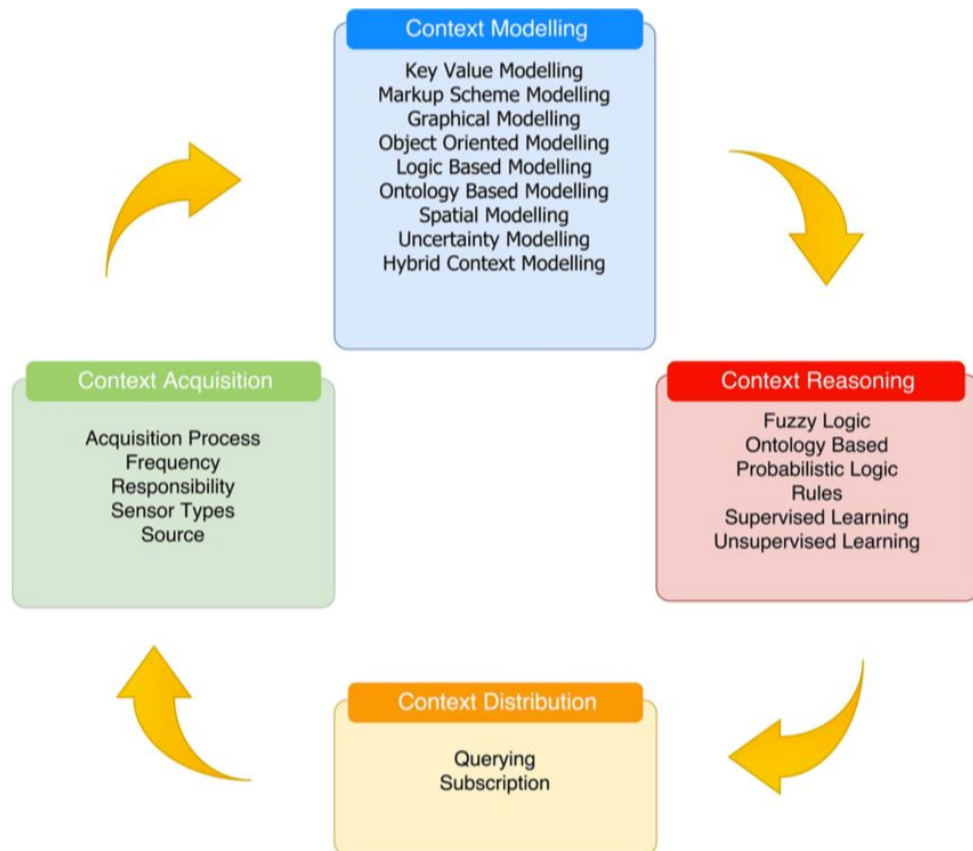 Context Modelling
Key Value Modelling
Markup Scheme Modelling
Graphical Modelling
Object Oriented Modelling
Logic Based Modelling
Ontology Based Modelling
Spatial Modelling
Uncertainty Modelling
Hybrid Context Modelling
Context Acquisition
Acquisition Process
Frequency
Responsibility
Sensor Types
Source
Context Reasoning
Fuzzy Logic
Ontology Based
Probabilistic Logic
Rules
Supervised Learning
Unsupervised Learning
Context Distribution
Querying
Subscription